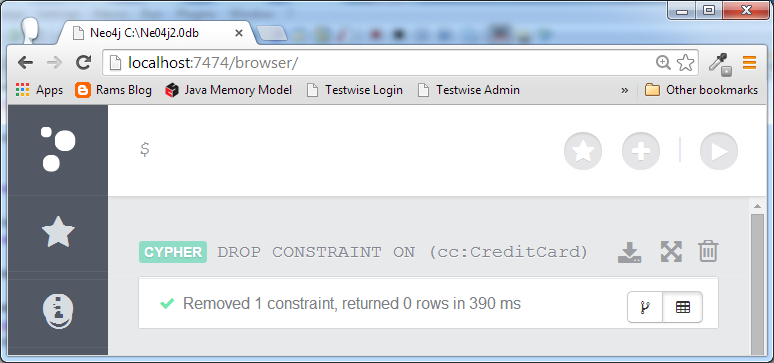 Neo4j C:\Ne04j2.0db
localhost:7474/browser/
Apps Rams Blog Java Memory Model Testwise Login Testwise Admin » Other bookmarks
$
CYPHER DROP CONSTRAINT ON (cc:CreditCard)
Removed 1 constraint, returned 0 rows in 390 ms